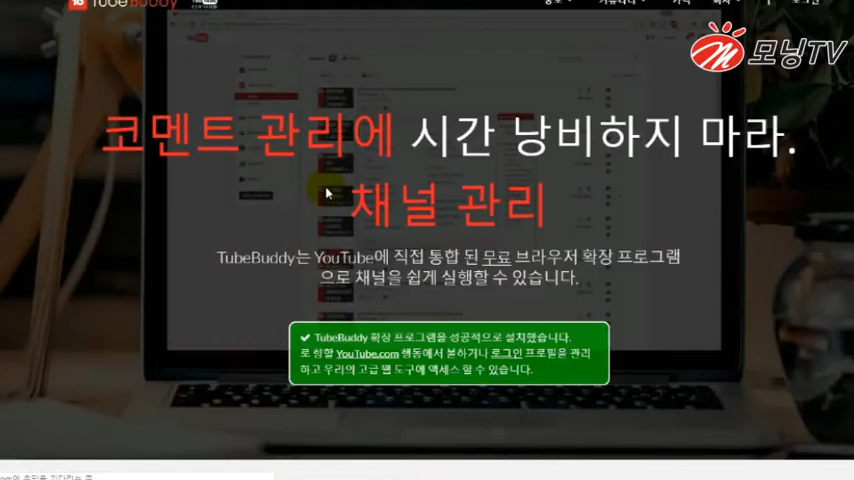 TubeBuddy
모닝TV
코멘트 관리에 시간 낭비하지 마라.
채널 관리
TubeBuddy는 YouTube에 직접 통합 된 무료 브라우저 확장 프로그램
으로 채널을 쉽게 실행할 수 있습니다.
✔ TubeBuddy 확장 프로그램을 성공적으로 설치했습니다.
로 향할 YouTube.com 행동에서 볼하거나 로그인 프로필을 관리
하고 우리의 고급 웹 도구에 액세스 할 수 있습니다.